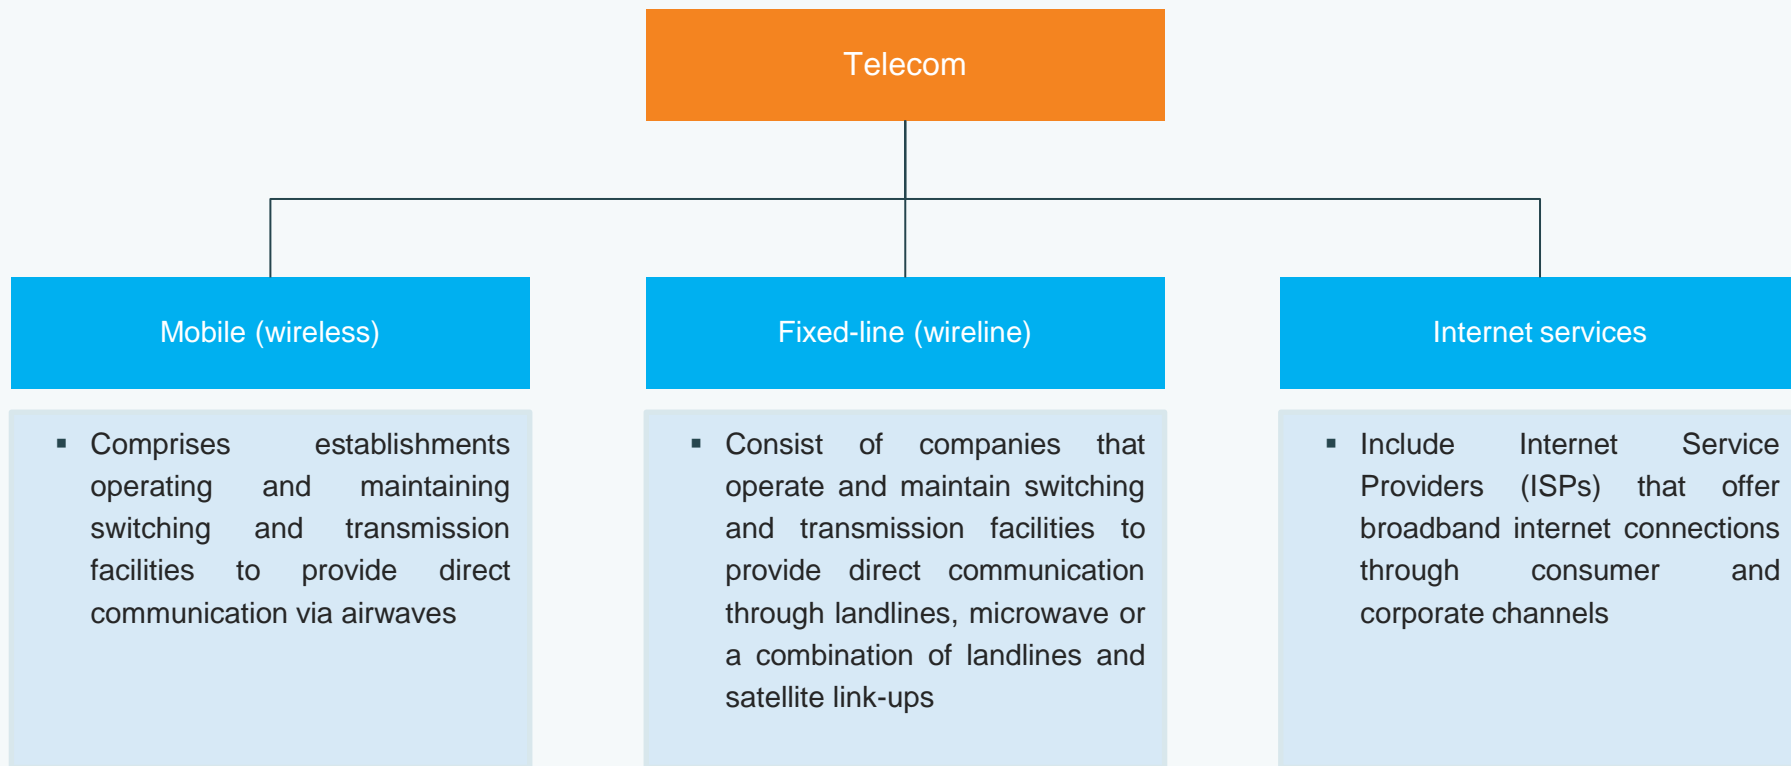 Telecom
Mobile (wireless)
▪ Comprises establishments
operating and maintaining
switching and transmission
facilities to provide direct
communication via airwaves
Fixed-line (wireline)
▪ Consist of companies that
operate and maintain switching
and transmission facilities to
provide direct communication
through landlines, microwave or
a combination of landlines and
satellite link-ups
Internet services
▪ Include Internet Service
Providers (ISPs) that offer
broadband internet connections
through consumer and
corporate channels